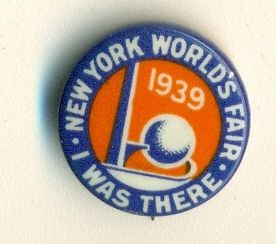 · NEW YORK WORLD'S FAIR ·
I WAS THERE
1939